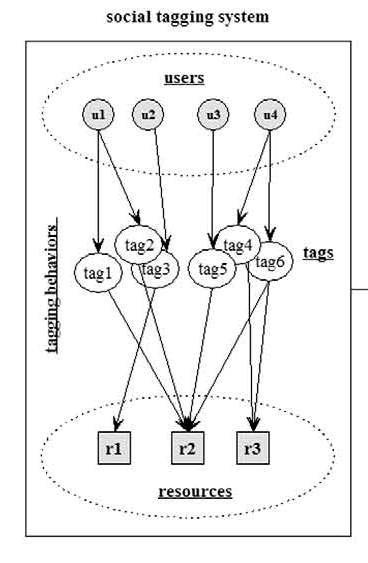 social tagging system
users
u1 u2 u3 u4
tag2 tag4
tag1 tag3 tag5 tag6
tags
tagging behaviors
r1 r2 r3
resources